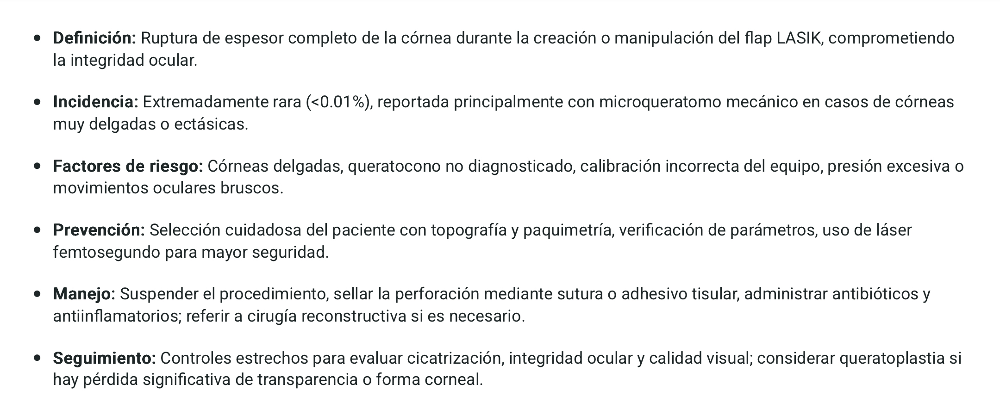 • Definición: Ruptura de espesor completo de la córnea durante la creación o manipulación del flap LASIK, comprometiendo
la integridad ocular.
• Incidencia: Extremadamente rara (<0.01%), reportada principalmente con microqueratomo mecánico en casos de córneas
muy delgadas o ectásicas.
• Factores de riesgo: Córneas delgadas, queratocono no diagnosticado, calibración incorrecta del equipo, presión excesiva o
movimientos oculares bruscos.
• Prevención: Selección cuidadosa del paciente con topografía y paquimetría, verificación de parámetros, uso de láser
femtosegundo para mayor seguridad.
• Manejo: Suspender el procedimiento, sellar la perforación mediante sutura o adhesivo tisular, administrar antibióticos y
antiinflamatorios; referir a cirugía reconstructiva si es necesario.
• Seguimiento: Controles estrechos para evaluar cicatrización, integridad ocular y calidad visual; considerar queratoplastia si
hay pérdida significativa de transparencia o forma corneal.